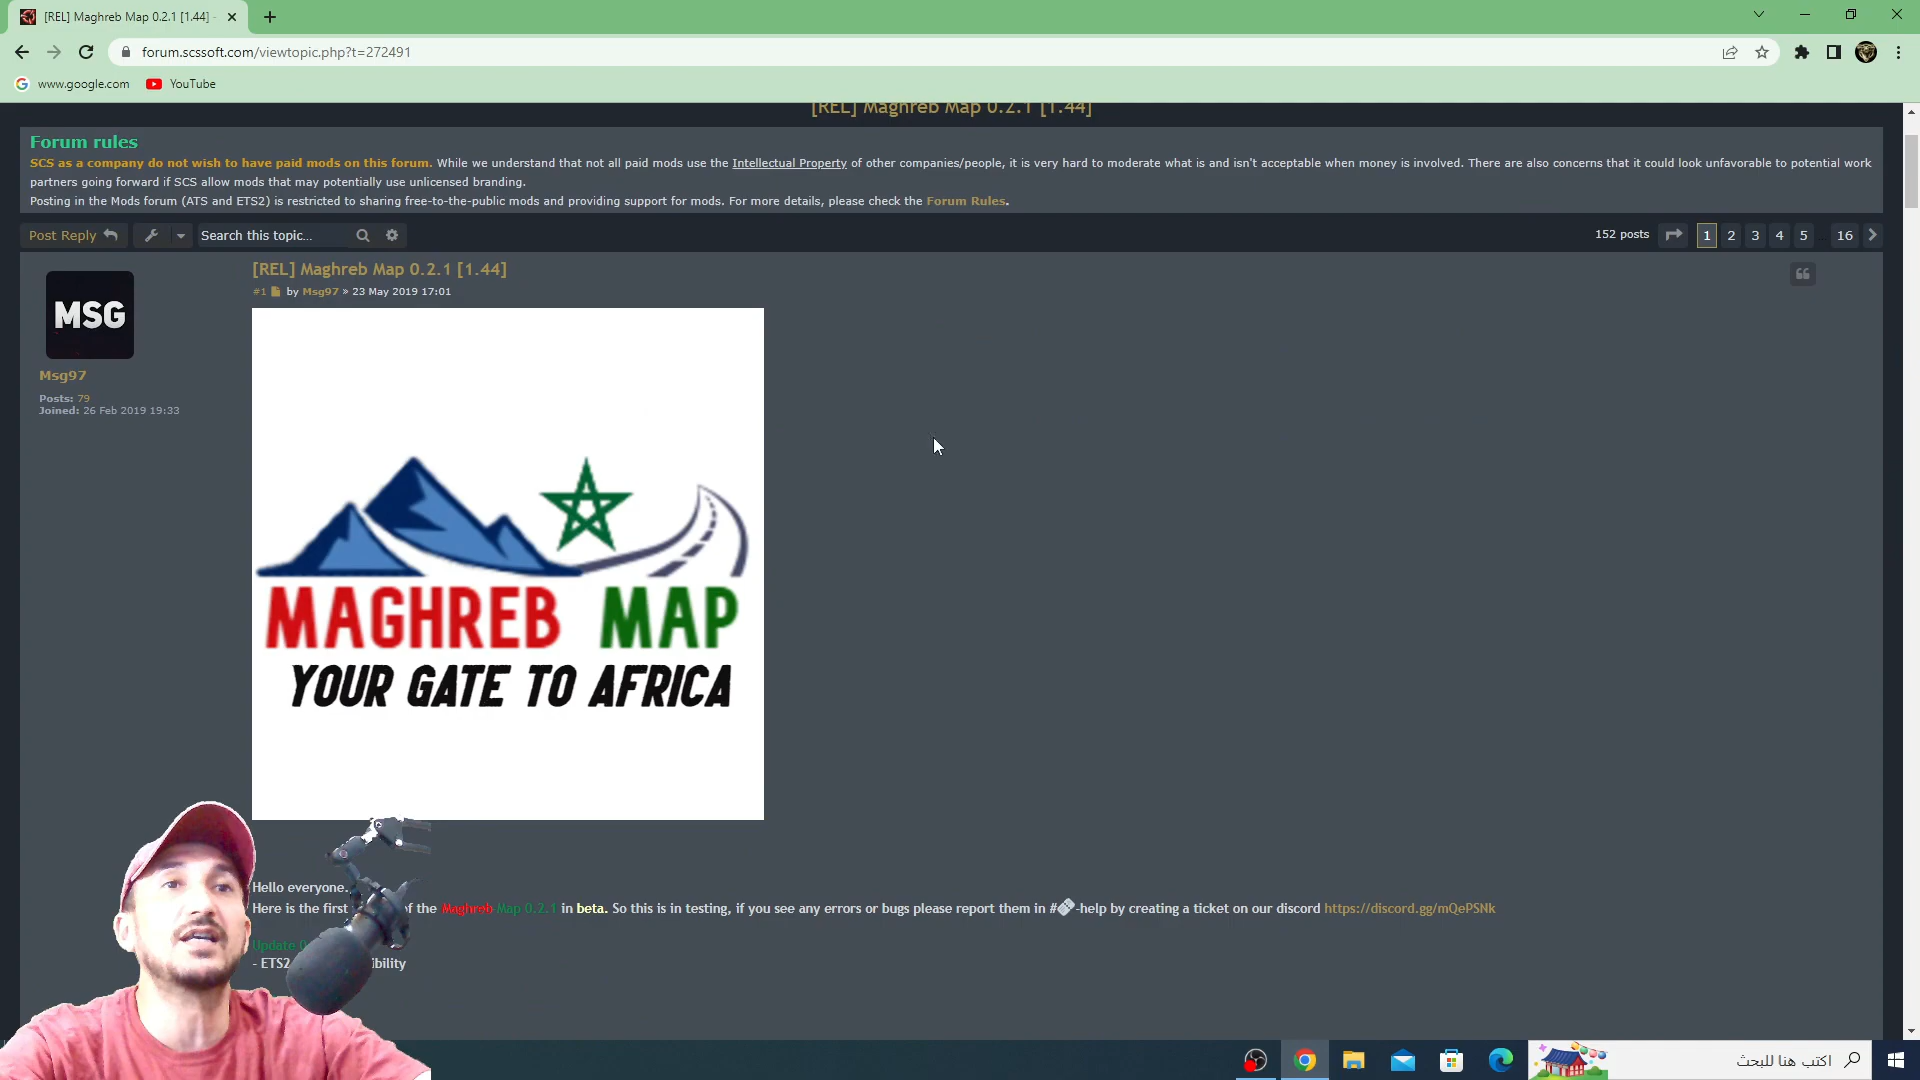 [REL] Maghreb Map 0.2.1 [1.44] -
forum.scssoft.com/viewtopic.php?t=272491
www.google.com
YouTube
[REL] Maghreb Map 0.2.1 [1.44]
Forum rules
SCS as a company do not wish to have paid mods on this forum. While we understand that not all paid mods use the Intellectual Property of other companies/people, it is very hard to moderate what is and isn't acceptable when money is involved. There are also concerns that it could look unfavorable to potential work
partners going forward if SCS allow mods that may potentially use unlicensed branding.
Posting in the Mods forum (ATS and ETS2) is restricted to sharing free-to-the-public mods and providing support for mods. For more details, please check the Forum Rules.
Post Reply
Search this topic...
152 posts
1 2 3 4 5 … 16
MSG
Msg97
Posts: 79
Joined: 26 Feb 2019 19:33
[REL] Maghreb Map 0.2.1 [1.44]
#1 by Msg97 » 23 May 2019 17:01
MAGHREB MAP
YOUR GATE TO AFRICA
Hello everyone.
Here is the first of the Maghreb Map 0.2.1 in beta. So this is in testing, if you see any errors or bugs please report them in #-help by creating a ticket on our discord https://discord.gg/mQePSNk
Update 0
- ETS2 ibility
اكتب هنا للبحث